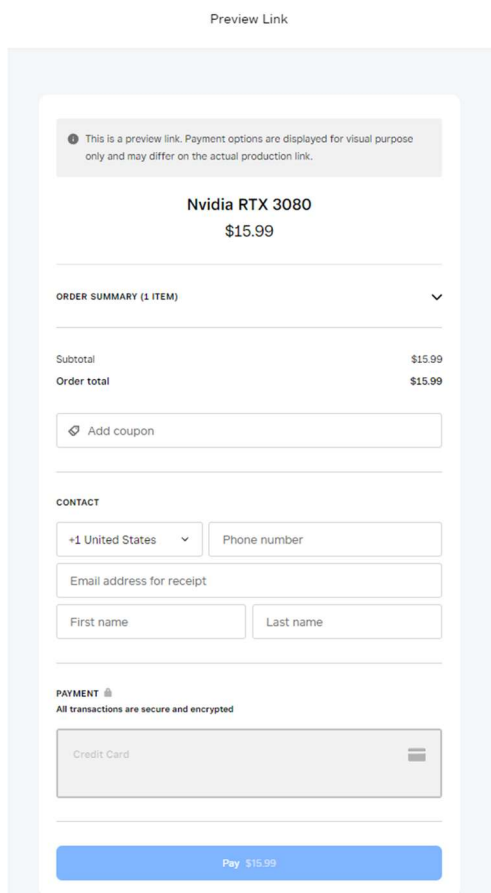 Preview Link
This is a preview link. Payment options are displayed for visual purpose
only and may differ on the actual production link.
Nvidia RTX 3080
$15.99
ORDER SUMMARY (1 ITEM)
Subtotal $15.99
Order total $15.99
Add coupon
CONTACT
+1 United States Phone number
Email address for receipt
First name Last name
PAYMENT
All transactions are secure and encrypted
Credit Card
Pay $15.99